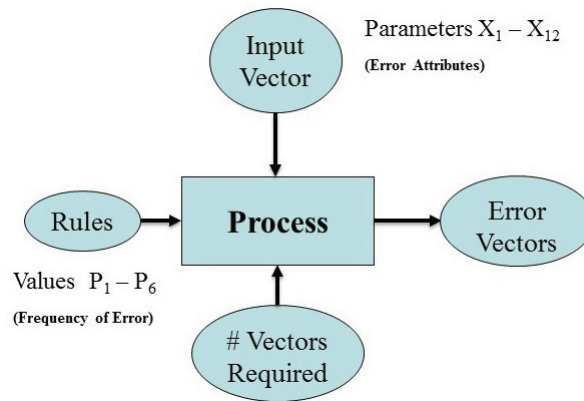 Input
Vector
Parameters X₁ – X₁₂
(Error Attributes)
Rules
Process
Error
Vectors
Values P₁ – P₆
(Frequency of Error)
# Vectors
Required